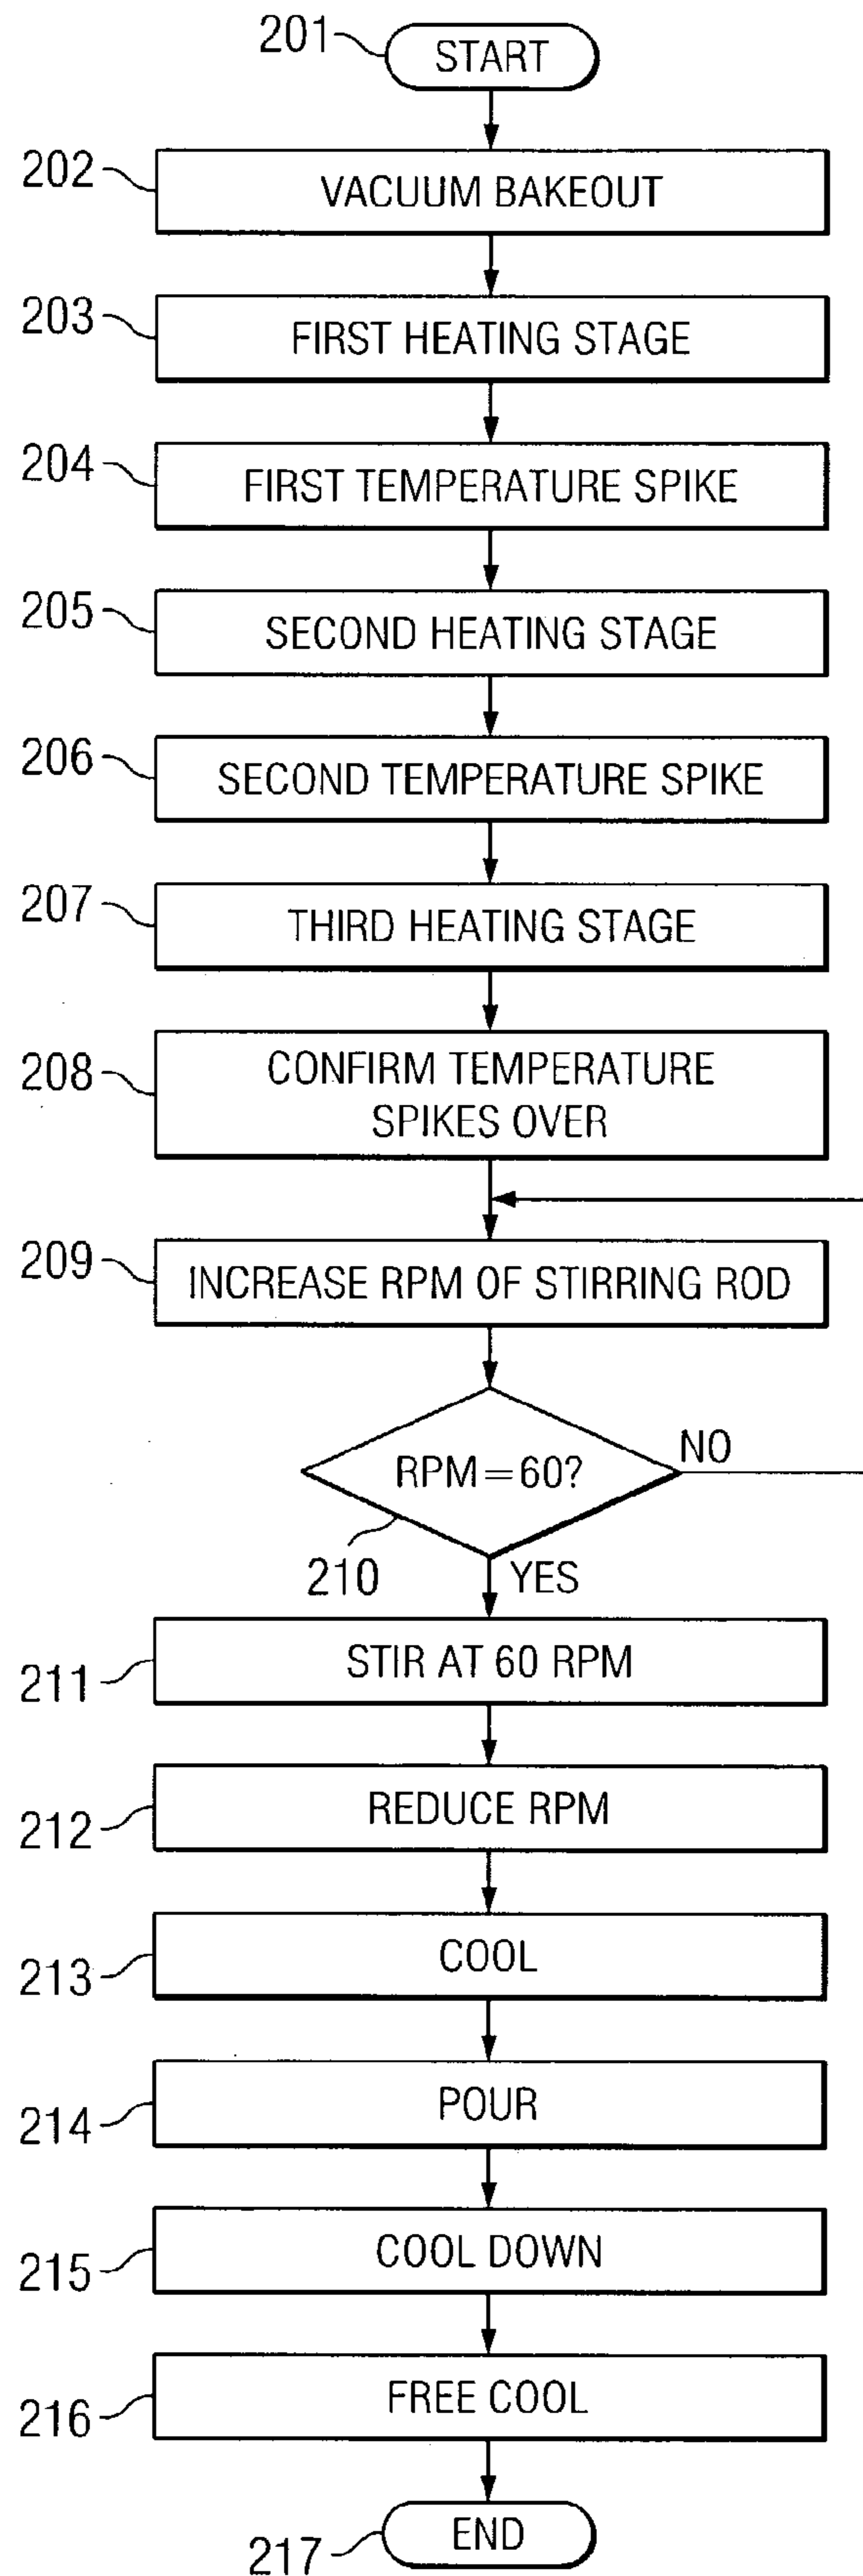 201
START
202
VACUUM BAKEOUT
203
FIRST HEATING STAGE
204
FIRST TEMPERATURE SPIKE
205
SECOND HEATING STAGE
206
SECOND TEMPERATURE SPIKE
207
THIRD HEATING STAGE
208
CONFIRM TEMPERATURE
SPIKES OVER
209
INCREASE RPM OF STIRRING ROD
RPM=60?
NO
210
YES
211
STIR AT 60 RPM
212
REDUCE RPM
213
COOL
214
POUR
215
COOL DOWN
216
FREE COOL
217
END